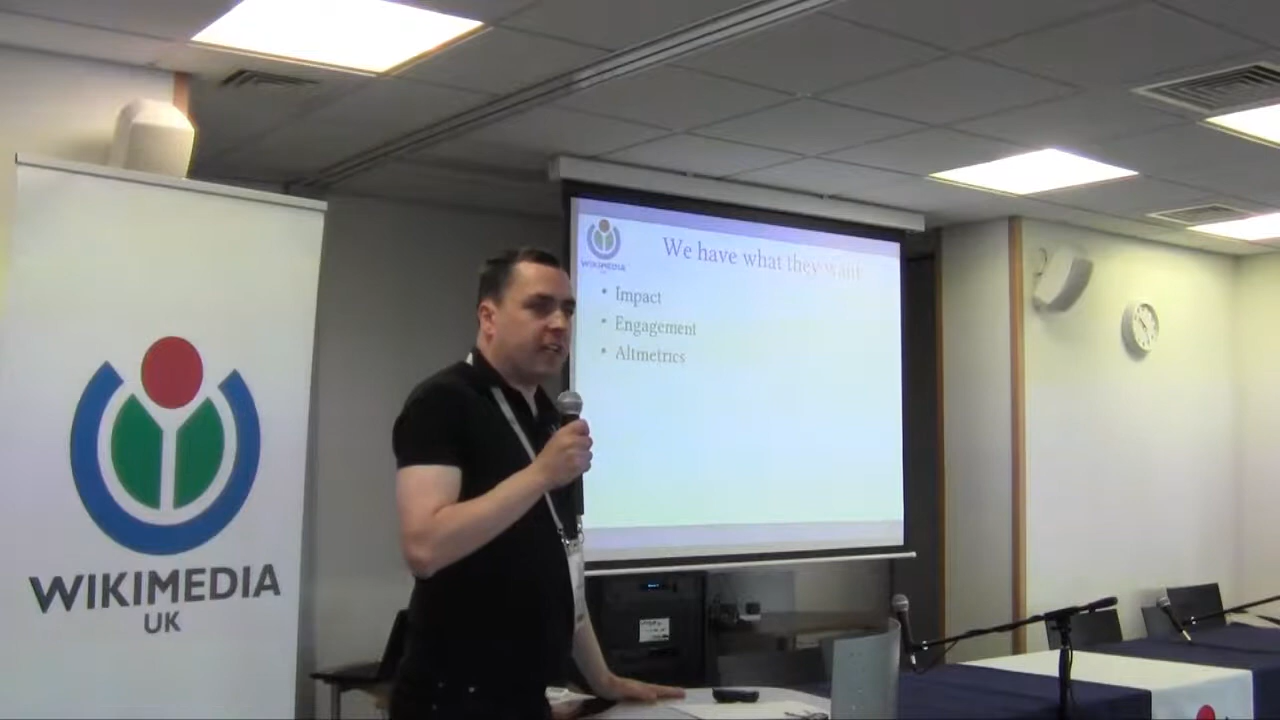 WIKIMEDIA
UK
WIKIMEDIA
UK
We have what they want
• Impact
• Engagement
• Altmetrics